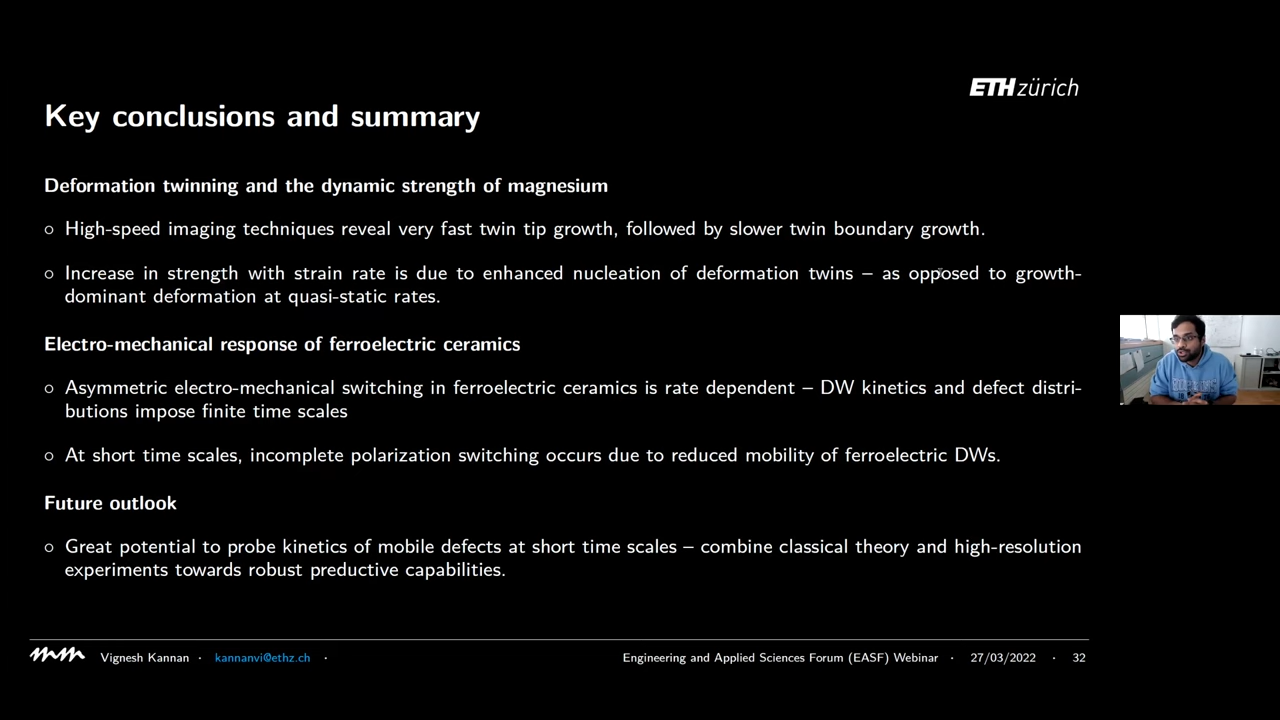 ETH zürich
Key conclusions and summary
Deformation twinning and the dynamic strength of magnesium
○ High-speed imaging techniques reveal very fast twin tip growth, followed by slower twin boundary growth.
○ Increase in strength with strain rate is due to enhanced nucleation of deformation twins – as opposed to growth-
dominant deformation at quasi-static rates.
Electro-mechanical response of ferroelectric ceramics
○ Asymmetric electro-mechanical switching in ferroelectric ceramics is rate dependent – DW kinetics and defect distri-
butions impose finite time scales
○ At short time scales, incomplete polarization switching occurs due to reduced mobility of ferroelectric DWs.
Future outlook
○ Great potential to probe kinetics of mobile defects at short time scales – combine classical theory and high-resolution
experiments towards robust preductive capabilities.
Vignesh Kannan · kannanvi@ethz.ch · Engineering and Applied Sciences Forum (EASF) Webinar · 27/03/2022 · 32